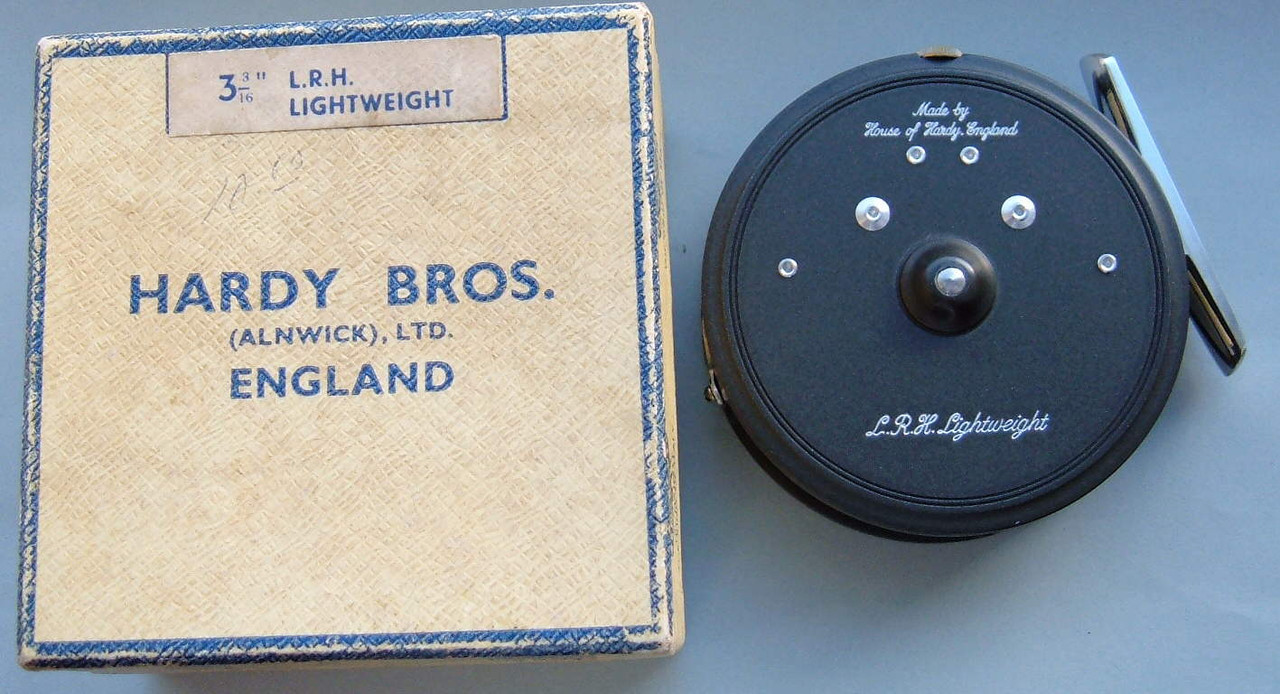 3 3/16" L.R.H.
LIGHTWEIGHT
HARDY BROS.
(ALNWICK), LTD.
ENGLAND
Made by
House of Hardy. England
L.R.H. Lightweight